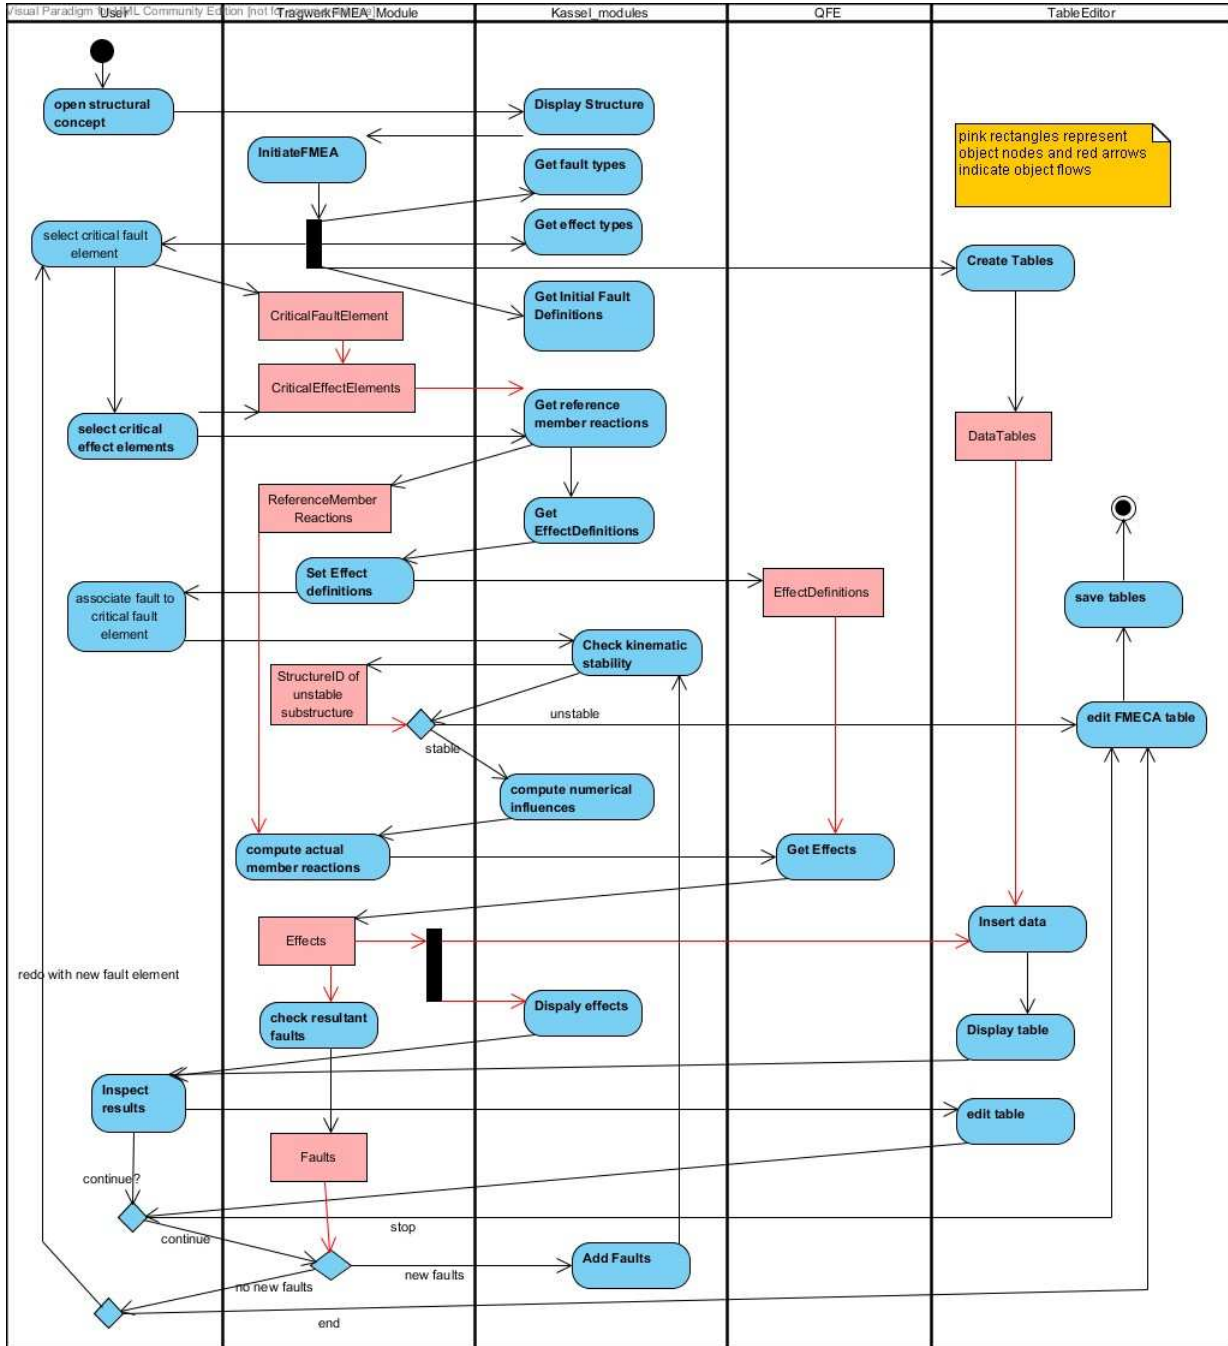 Visual Paradigm for UML Community Edition [not for commercial use]
User
TragwerkFMEA_Module
Kassel_modules
QFE
TableEditor
open structural
concept
Display Structure
pink rectangles represent
object nodes and red arrows
indicate object flows
InitiateFMEA
Get fault types
Get effect types
select critical fault
element
Create Tables
Get Initial Fault
Definitions
CriticalFaultElement
CriticalEffectElements
Get reference
member reactions
select critical
effect elements
DataTables
ReferenceMember
Reactions
Get
EffectDefinitions
Set Effect
definitions
EffectDefinitions
associate fault to
critical fault
element
save tables
Check kinematic
stability
StructureID of
unstable
substructure
unstable
edit FMECA table
stable
compute numerical
influences
compute actual
member reactions
Get Effects
Effects
Insert data
redo with new fault element
Dispaly effects
check resultant
faults
Display table
Inspect
results
edit table
Faults
continue?
stop
continue
new faults
Add Faults
no new faults
end